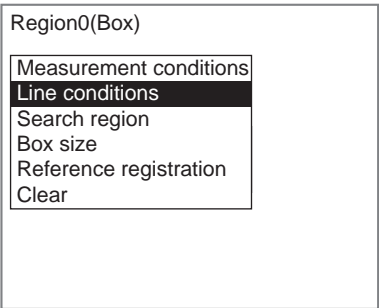 Region0(Box)
Measurement conditions
Line conditions
Search region
Box size
Reference registration
Clear